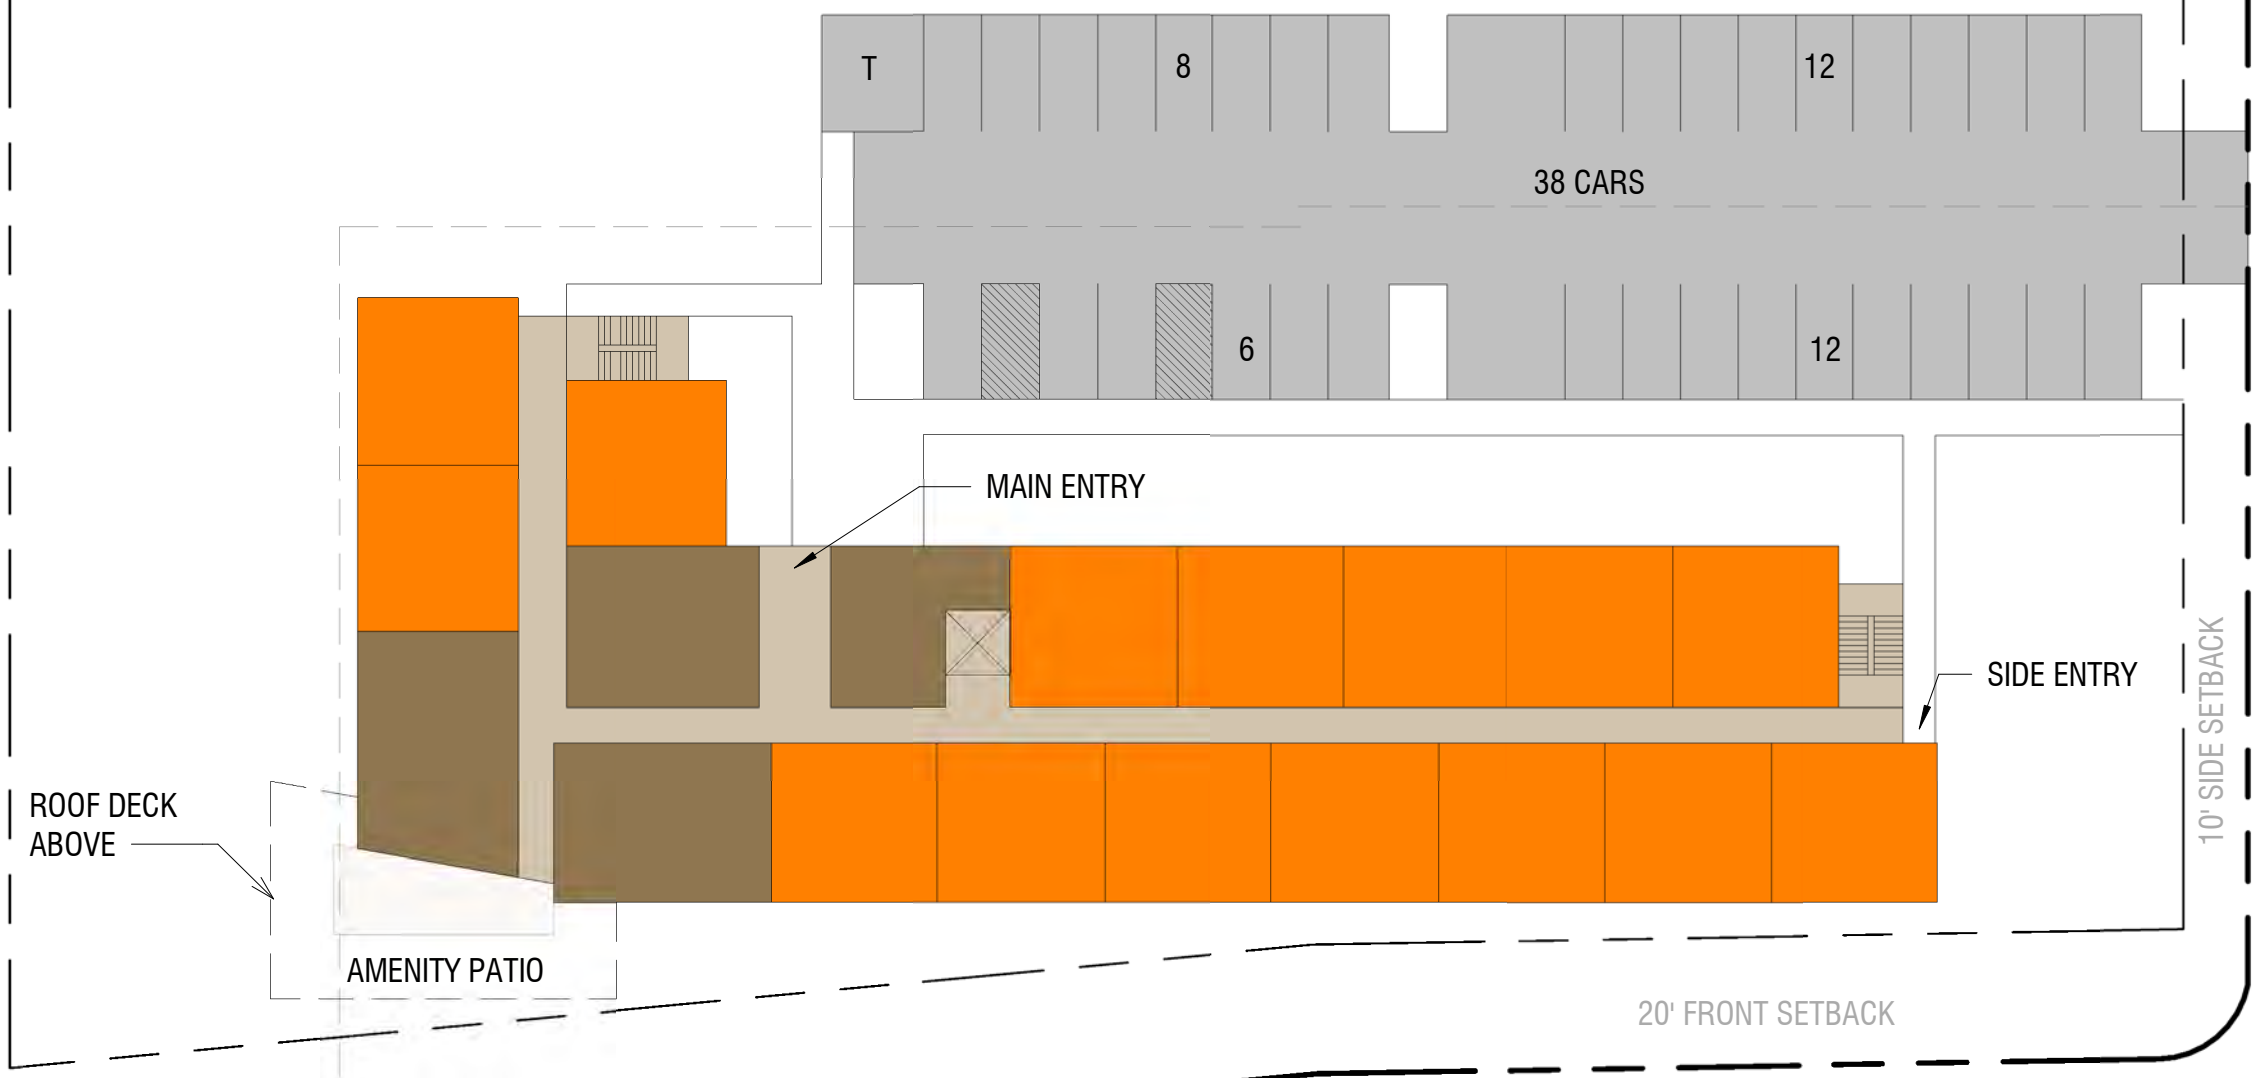 T
8
12
38 CARS
6
12
MAIN ENTRY
SIDE ENTRY
10' SIDE SETBACK
ROOF DECK
ABOVE
AMENITY PATIO
20' FRONT SETBACK